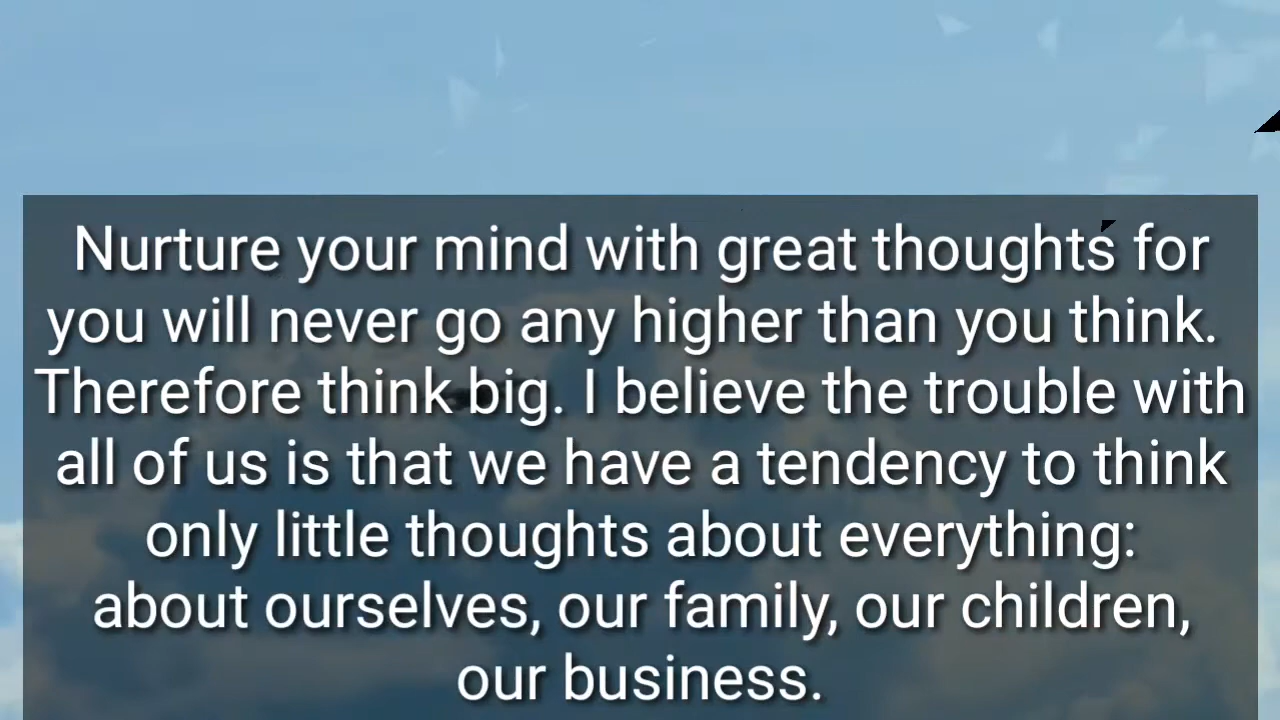 Nurture your mind with great thoughts for
you will never go any higher than you think.
Therefore think big. I believe the trouble with
all of us is that we have a tendency to think
only little thoughts about everything:
about ourselves, our family, our children,
our business.